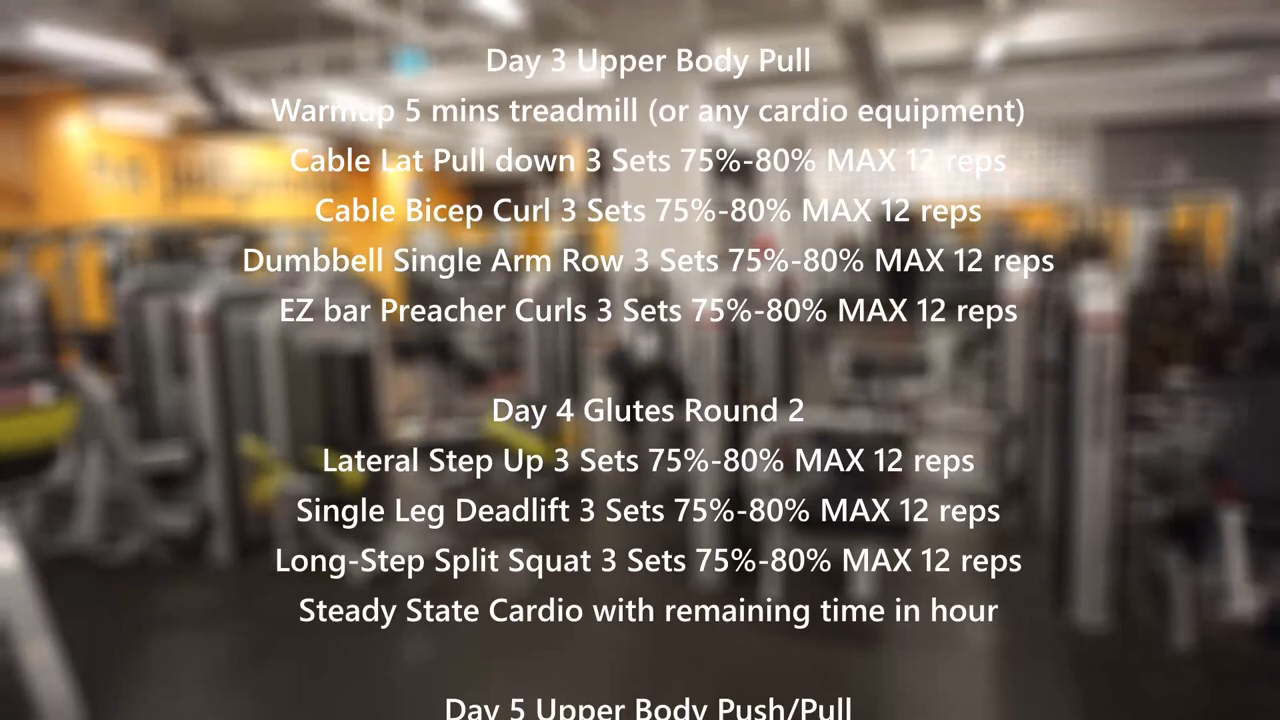 Day 3 Upper Body Pull
Warmup 5 mins treadmill (or any cardio equipment)
Cable Lat Pull down 3 Sets 75%-80% MAX 12 reps
Cable Bicep Curl 3 Sets 75%-80% MAX 12 reps
Dumbbell Single Arm Row 3 Sets 75%-80% MAX 12 reps
EZ bar Preacher Curls 3 Sets 75%-80% MAX 12 reps
Day 4 Glutes Round 2
Lateral Step Up 3 Sets 75%-80% MAX 12 reps
Single Leg Deadlift 3 Sets 75%-80% MAX 12 reps
Long-Step Split Squat 3 Sets 75%-80% MAX 12 reps
Steady State Cardio with remaining time in hour
Day 5 Upper Body Push/Pull